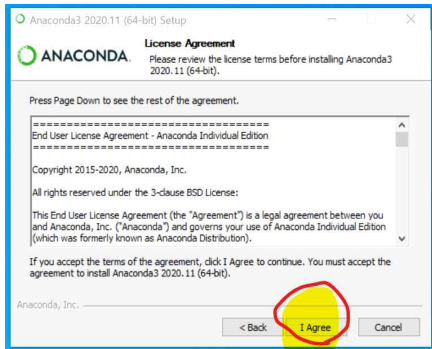 Anaconda3 2020.11 (64-bit) Setup
ANACONDA.
License Agreement
Please review the license terms before installing Anaconda3
2020.11 (64-bit).
Press Page Down to see the rest of the agreement.
===================================
End User License Agreement - Anaconda Individual Edition
===================================
Copyright 2015-2020, Anaconda, Inc.
All rights reserved under the 3-clause BSD License:
This End User License Agreement (the "Agreement") is a legal agreement between you
and Anaconda, Inc. ("Anaconda") and governs your use of Anaconda Individual Edition
(which was formerly known as Anaconda Distribution).
If you accept the terms of the agreement, click I Agree to continue. You must accept the
agreement to install Anaconda3 2020.11 (64-bit).
Anaconda, Inc.
< Back
I Agree
Cancel